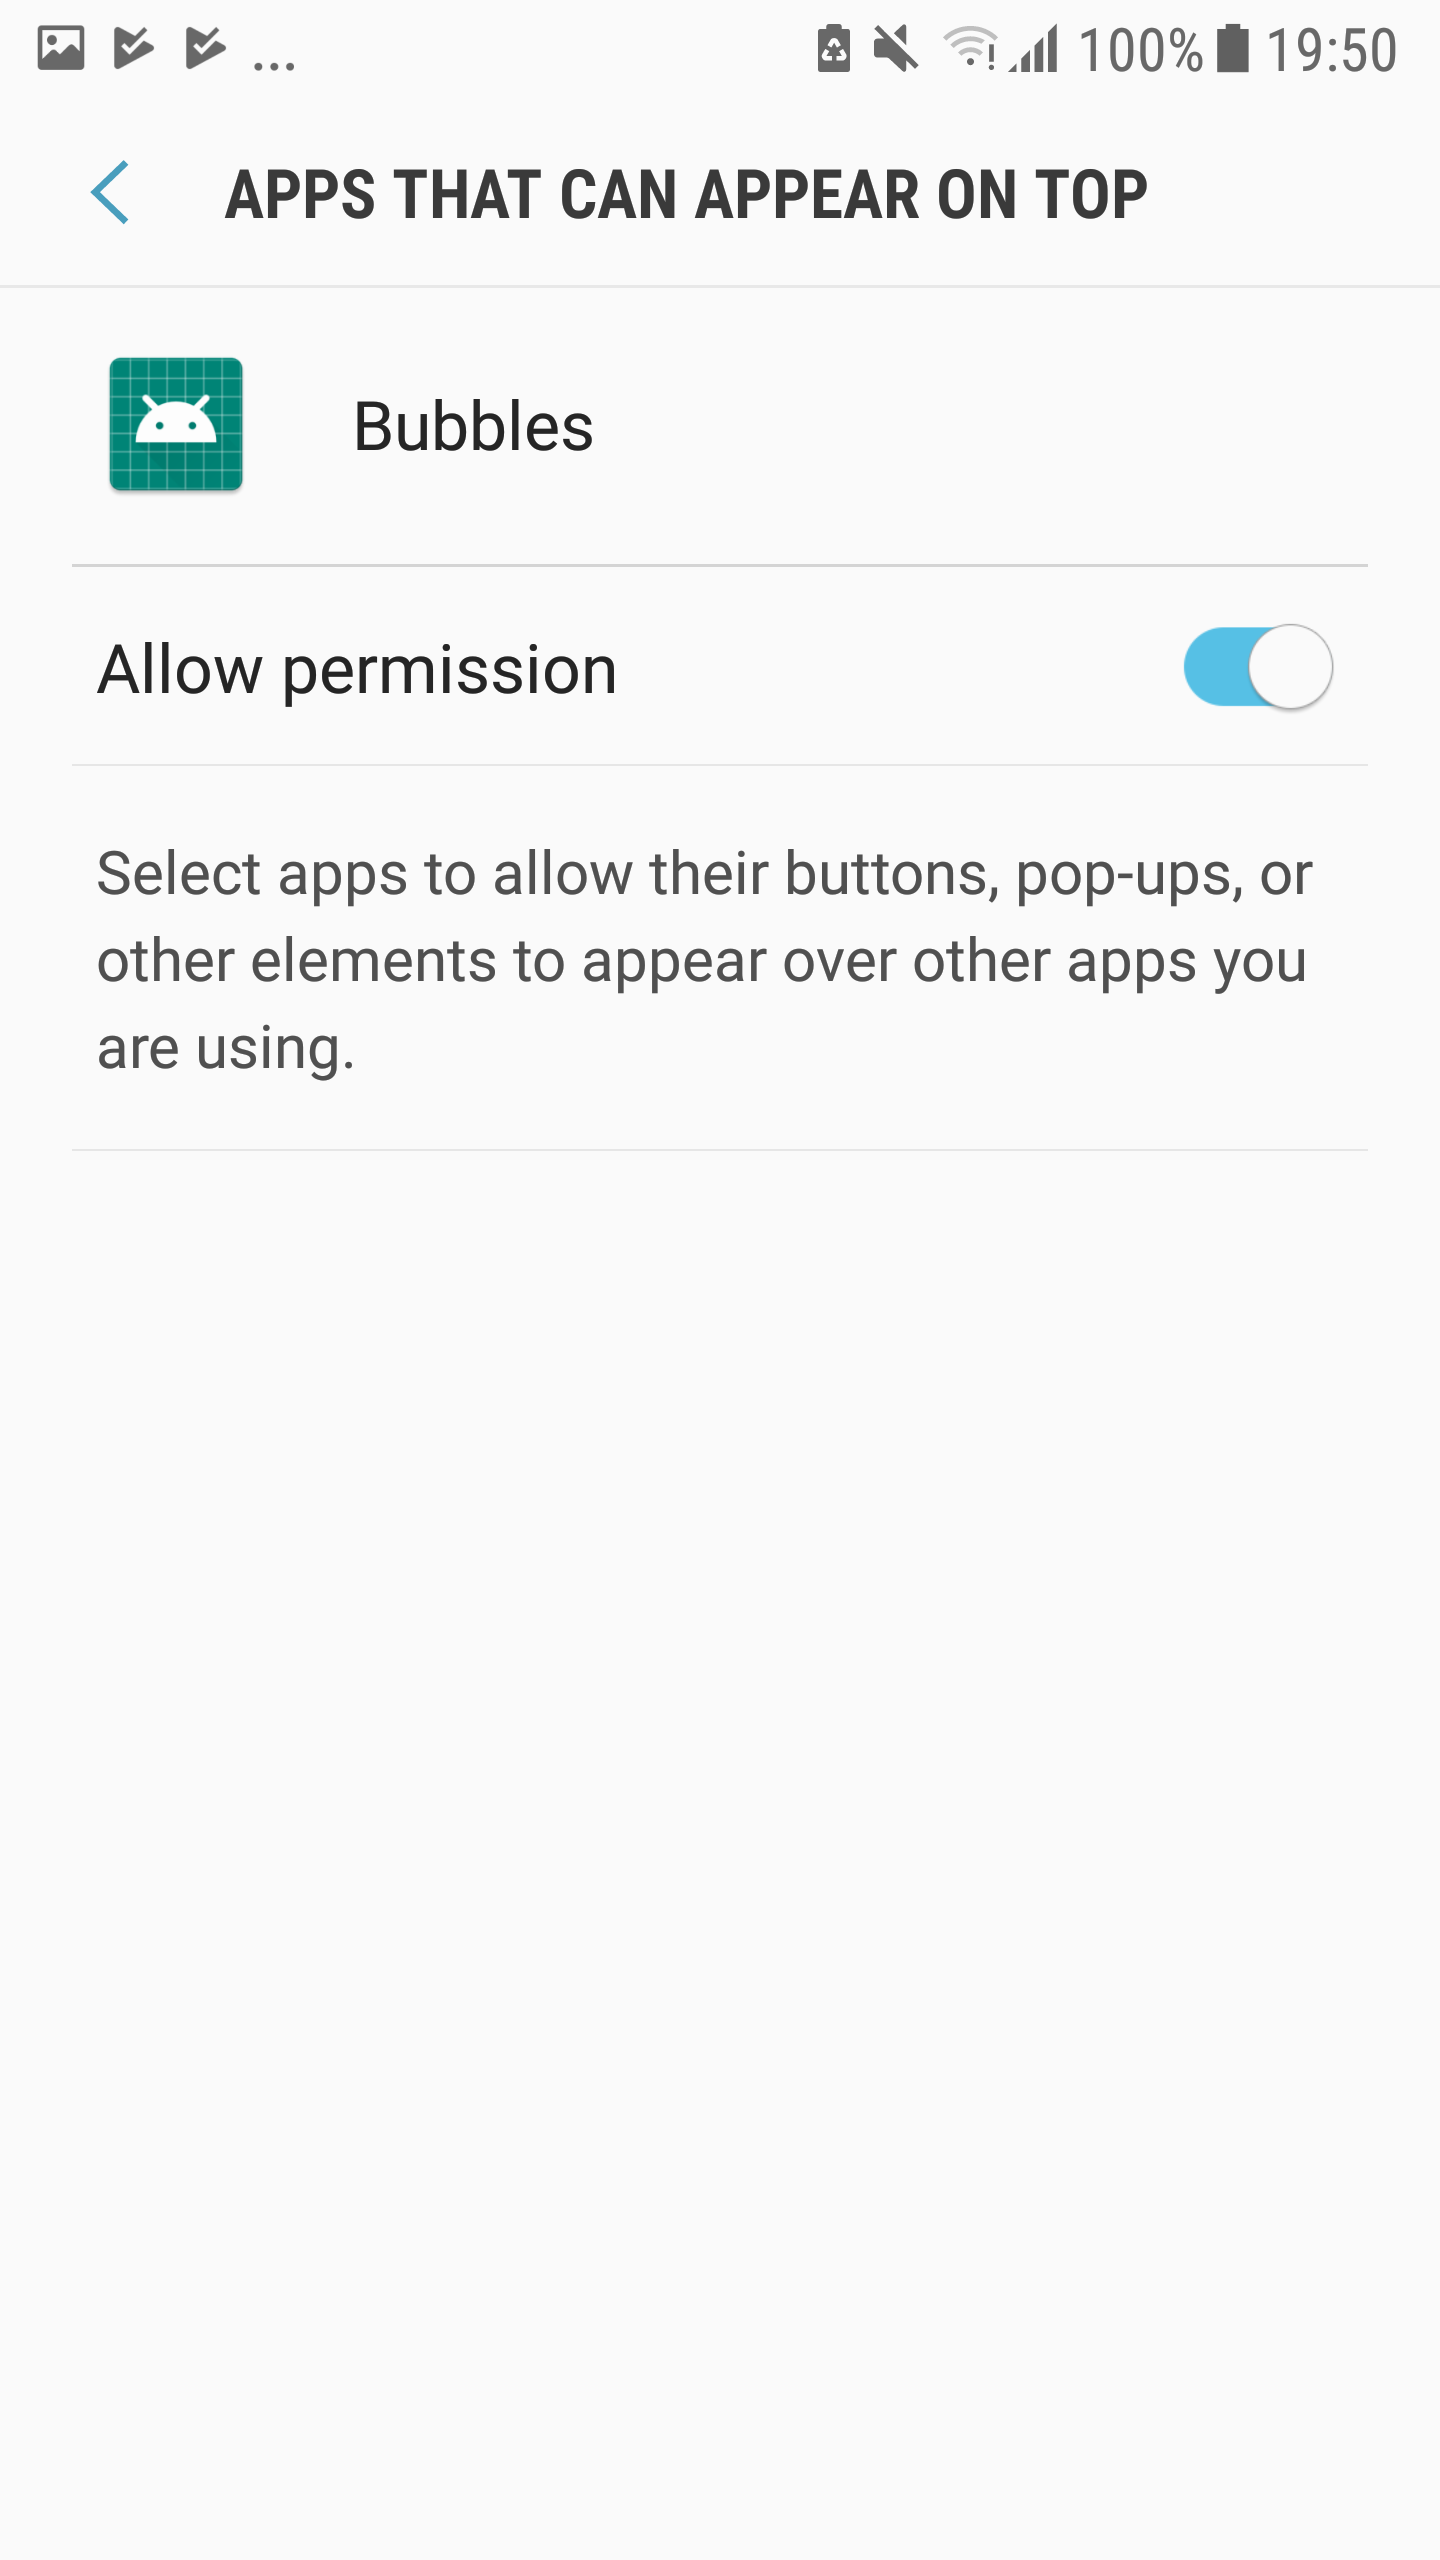 ... 100% 19:50
APPS THAT CAN APPEAR ON TOP
Bubbles
Allow permission
Select apps to allow their buttons, pop-ups, or
other elements to appear over other apps you
are using.